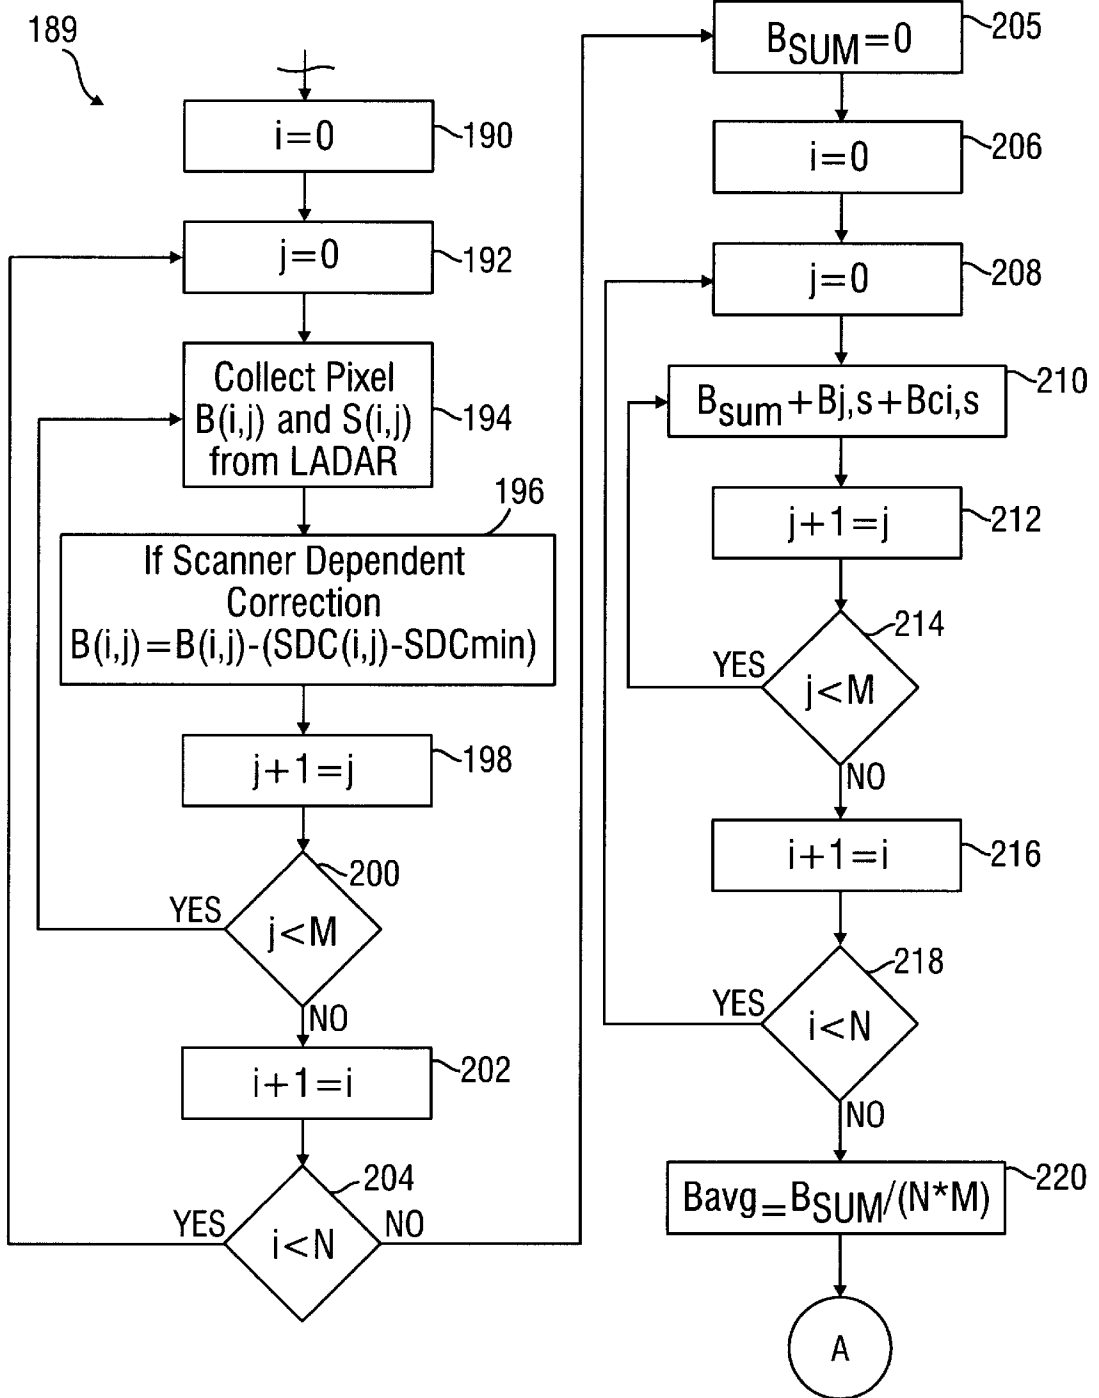 189
i=0
190
j=0
192
Collect Pixel
B(i,j) and S(i,j)
from LADAR
194
196
If Scanner Dependent
Correction
B(i,j)=B(i,j)-(SDC(i,j)-SDCmin)
j+1=j
198
200
j<M
YES
NO
i+1=i
202
204
i<N
YES
NO
BSUM=0
205
i=0
206
j=0
208
Bsum+Bj,s+Bci,s
210
j+1=j
212
214
j<M
YES
NO
i+1=i
216
218
i<N
YES
NO
Bavg=BSUM/(N*M)
220
A